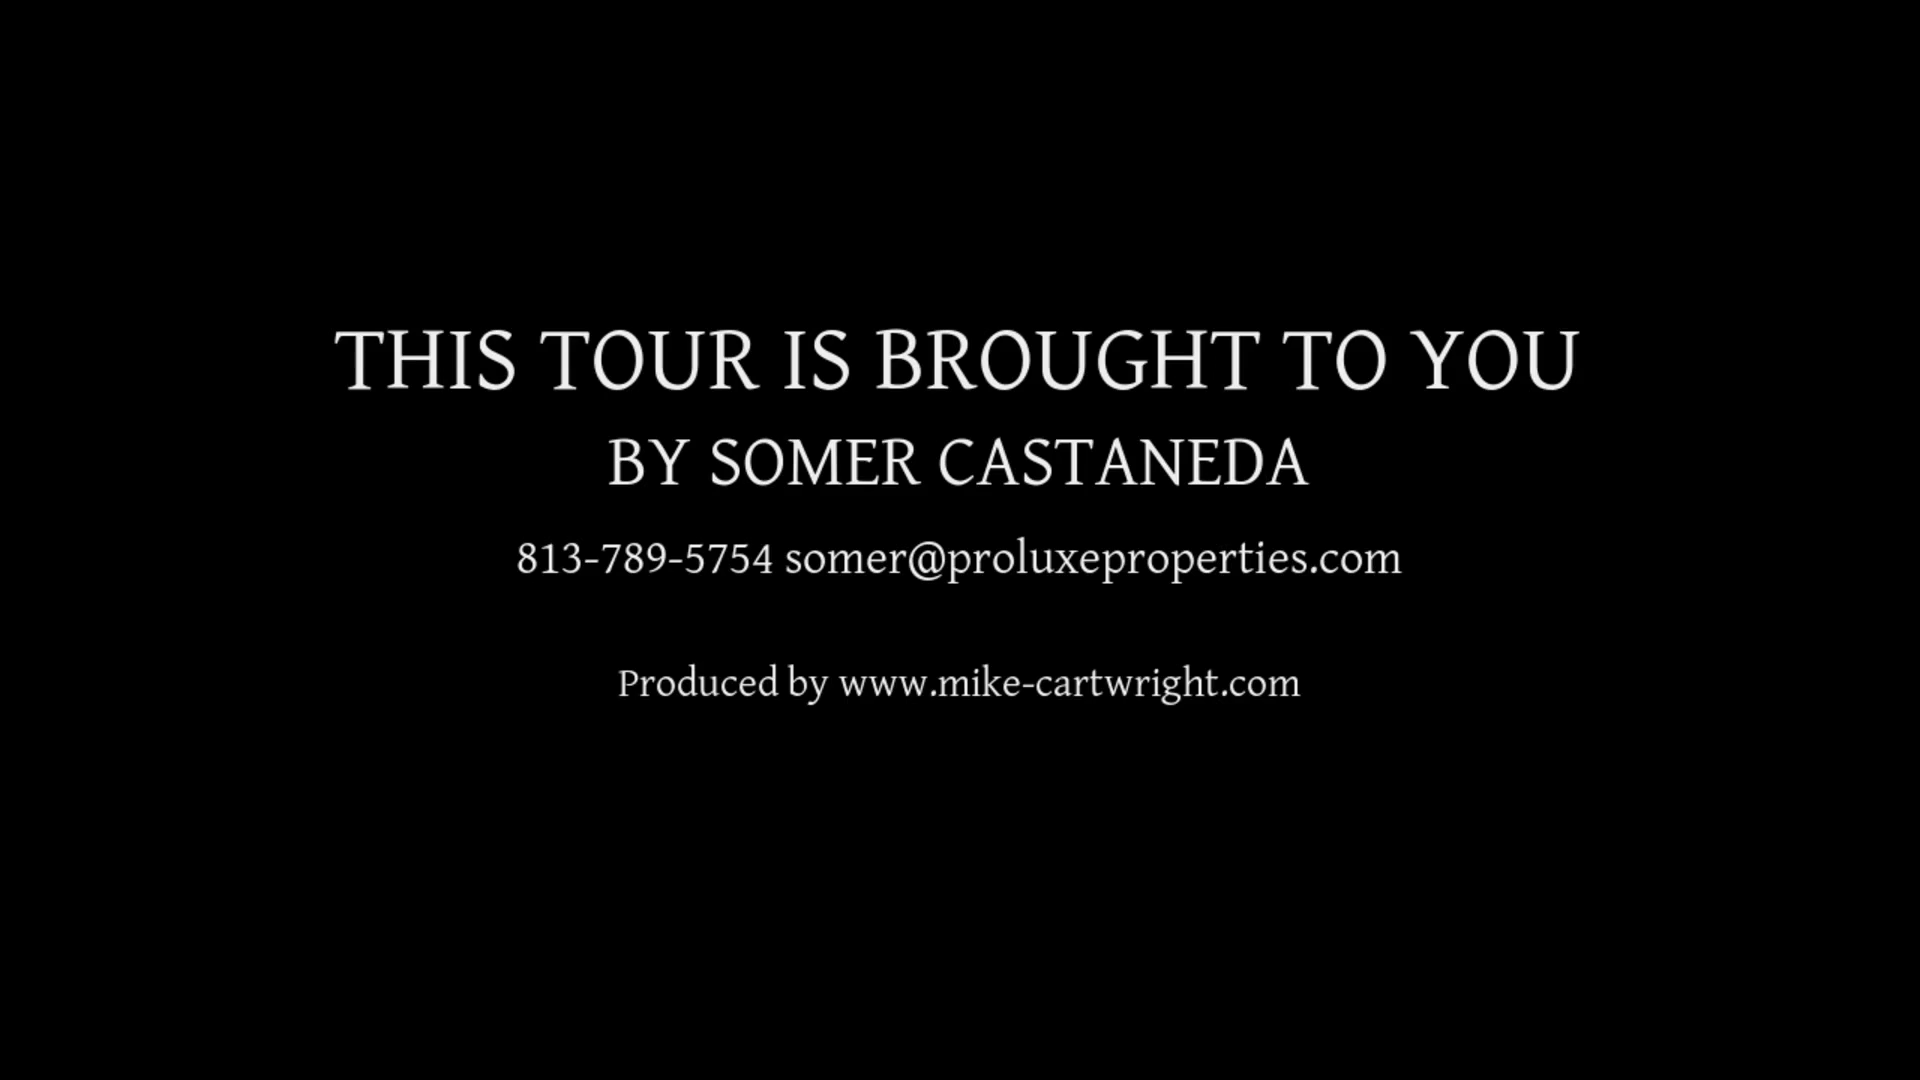 THIS TOUR IS BROUGHT TO YOU
BY SOMER CASTANEDA
813-789-5754 somer@proluxeproperties.com
Produced by www.mike-cartwright.com